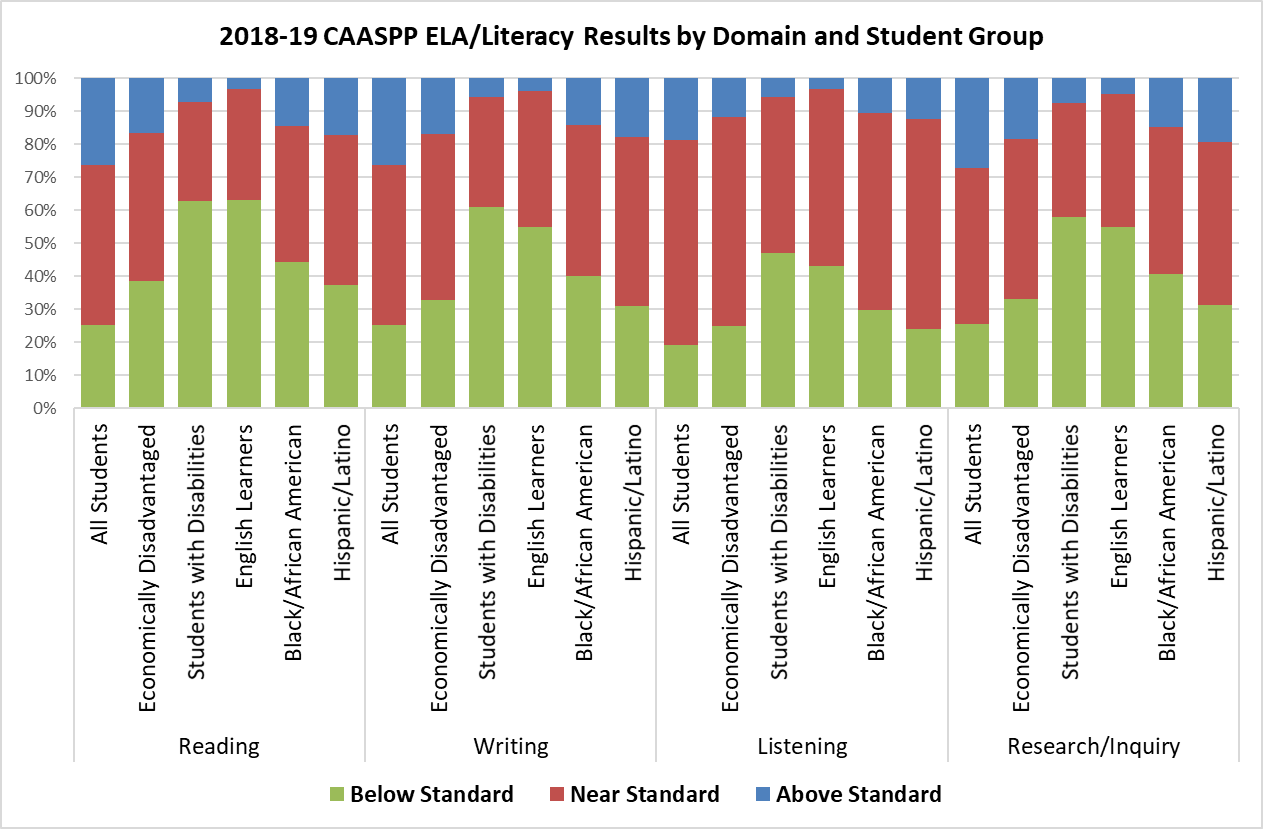 2018-19 CAASPP ELA/Literacy Results by Domain and Student Group
100%
90%
80%
70%
60%
50%
40%
30%
20%
10%
0%
All Students
Economically Disadvantaged
Students with Disabilities
English Learners
Black/African American
Hispanic/Latino
All Students
Economically Disadvantaged
Students with Disabilities
English Learners
Black/African American
Hispanic/Latino
All Students
Economically Disadvantaged
Students with Disabilities
English Learners
Black/African American
Hispanic/Latino
All Students
Economically Disadvantaged
Students with Disabilities
English Learners
Black/African American
Hispanic/Latino
Reading
Writing
Listening
Research/Inquiry
Below Standard
Near Standard
Above Standard